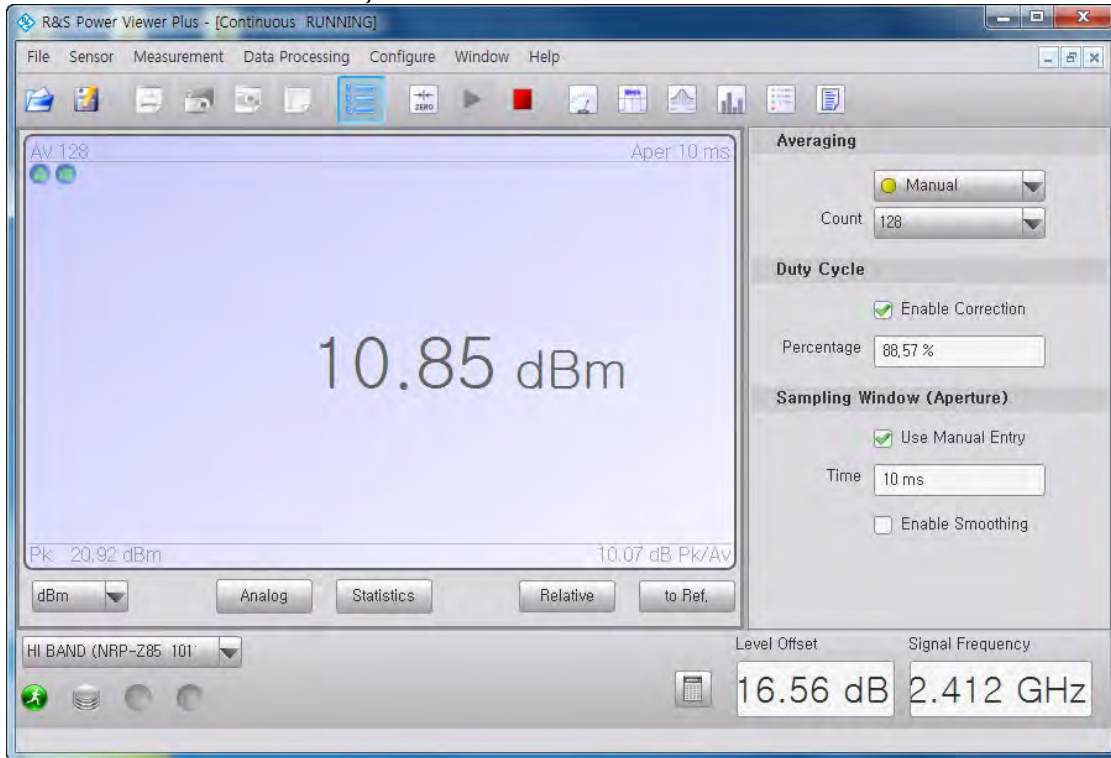 R&S Power Viewer Plus - [Continuous RUNNING]
File Sensor Measurement Data Processing Configure Window Help
ZERO
Av 128 Aper 10 ms
10.85 dBm
Pk 20.92 dBm 10.07 dB Pk/Av
dBm Analog Statistics Relative to Ref.
Averaging
Manual
Count 128
Duty Cycle
Enable Correction
Percentage 88.57 %
Sampling Window (Aperture)
Use Manual Entry
Time 10 ms
Enable Smoothing
HI BAND (NRP-Z85 101
Level Offset Signal Frequency
16.56 dB 2.412 GHz